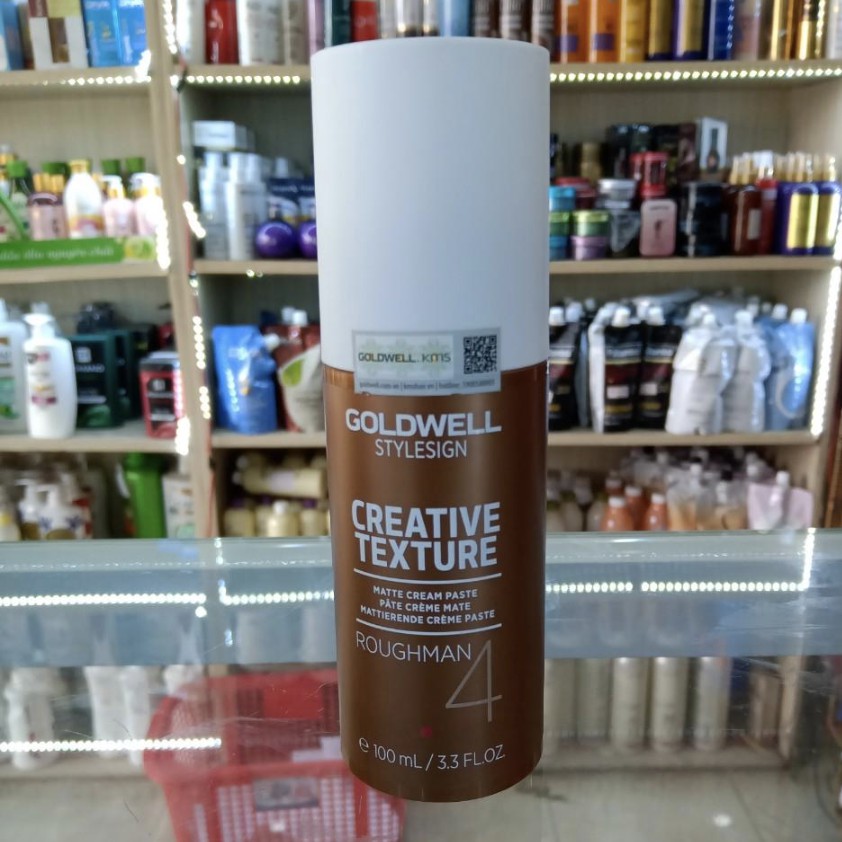 GOLDWELL kms
GOLDWELL
STYLESIGN
CREATIVE
TEXTURE
MATTE CREAM PASTE
PÂTE CRÈME MATE
MATTIERENDE CRÈME PASTE
ROUGHMAN 4
e 100 mL / 3.3 FL.OZ